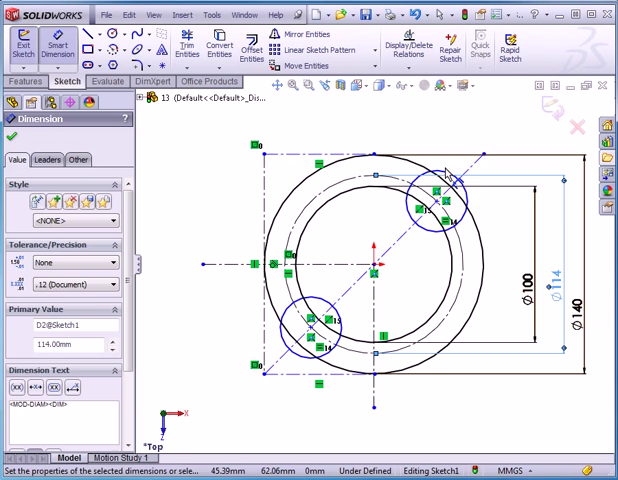 SOLIDWORKS
File Edit View Insert Tools Window Help
Exit Sketch
Smart Dimension
Trim Entities
Convert Entities
Offset Entities
Mirror Entities
Linear Sketch Pattern
Move Entities
Display/Delete Relations
Repair Sketch
Quick Snaps
Rapid Sketch
Features Sketch Evaluate DimXpert Office Products
13 (Default<<Default>_Dis...
Dimension
Value Leaders Other
Style
<NONE>
Tolerance/Precision
None
.12 (Document)
Primary Value
D2@Sketch1
114.00mm
Dimension Text
<MOD-DIAM><DIM>
15
14
15
14
Ø100
Ø114
Ø140
X
Z
*Top
Model Motion Study 1
Set the properties of the selected dimensions or sele... 45.39mm 62.06mm 0mm Under Defined Editing Sketch1 MMGS